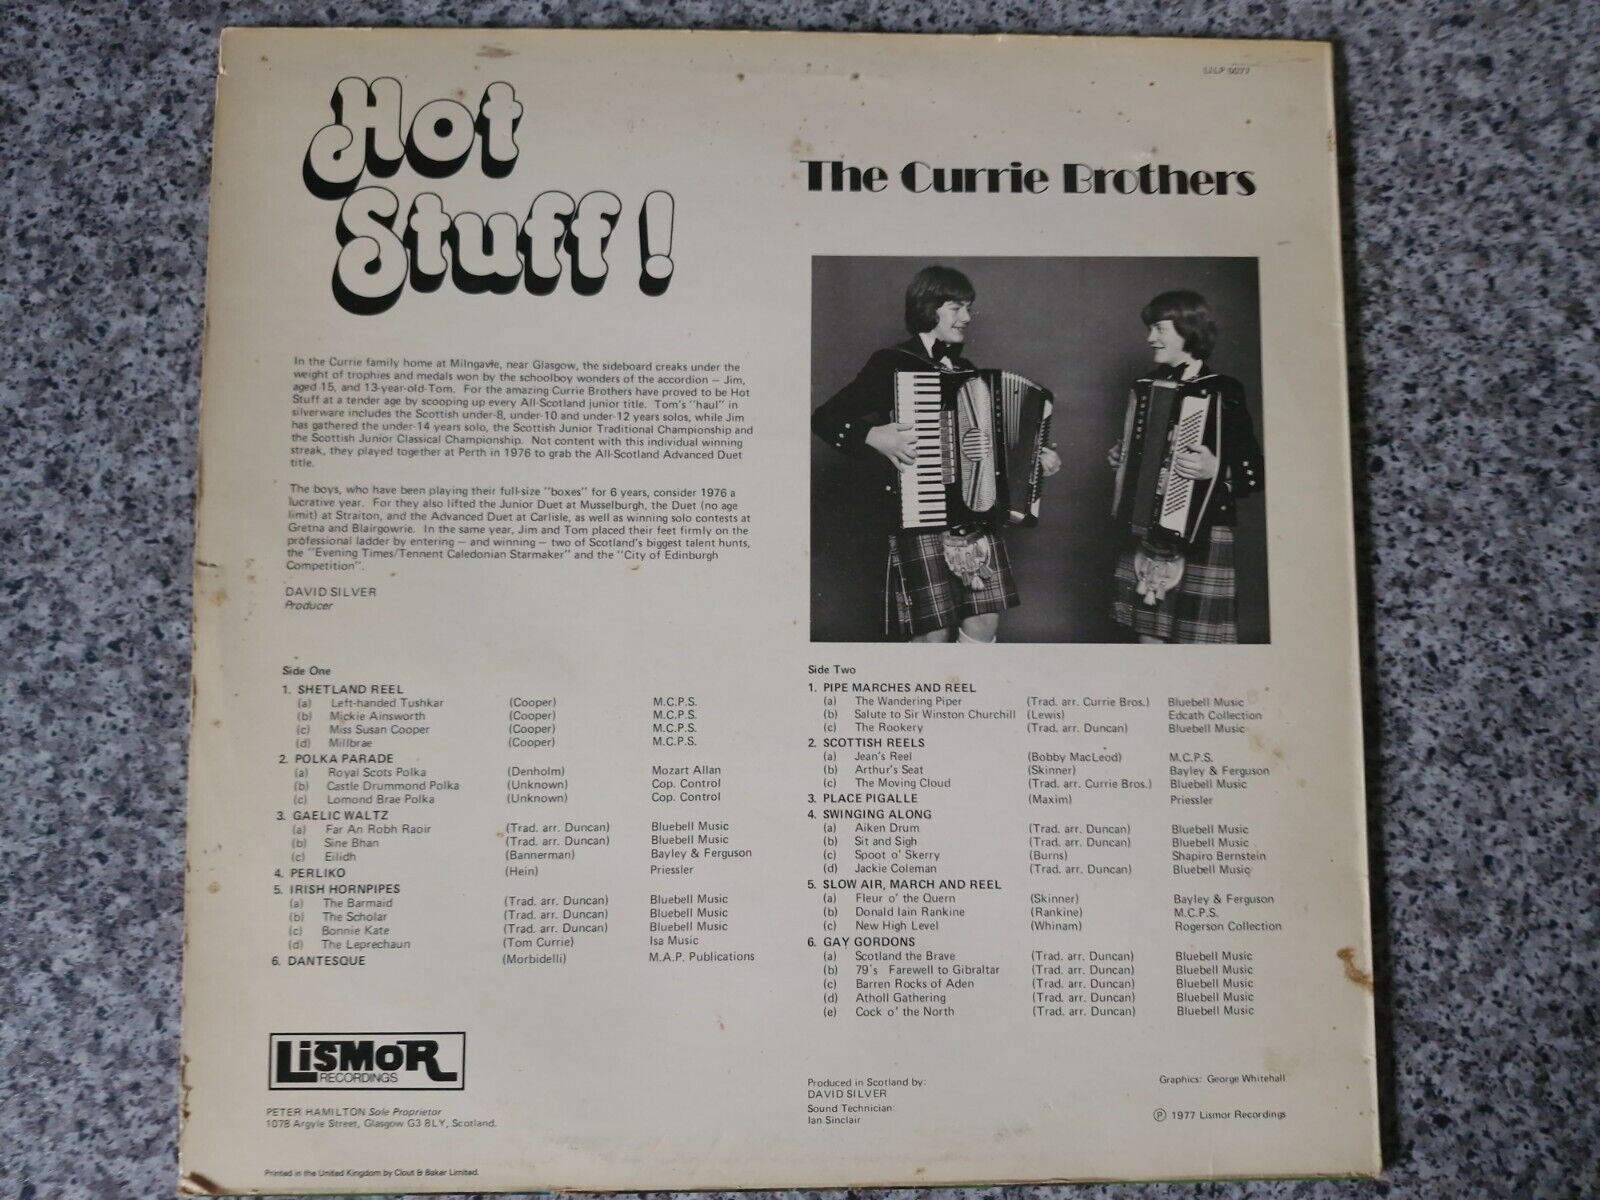 LILP 5077
Hot
Stuff!
The Currie Brothers
In the Currie family home at Milngavie, near Glasgow, the sideboard creaks under the
weight of trophies and medals won by the schoolboy wonders of the accordion — Jim,
aged 15, and 13-year-old-Tom. For the amazing Currie Brothers have proved to be Hot
Stuff at a tender age by scooping up every All-Scotland junior title. Tom's "haul" in
silverware includes the Scottish under-8, under-10 and under-12 years solos, while Jim
has gathered the under-14 years solo, the Scottish Junior Traditional Championship and
the Scottish Junior Classical Championship. Not content with this individual winning
streak, they played together at Perth in 1976 to grab the All-Scotland Advanced Duet
title.
The boys, who have been playing their full-size "boxes" for 6 years, consider 1976 a
lucrative year. For they also lifted the Junior Duet at Musselburgh, the Duet (no age
limit) at Straiton, and the Advanced Duet at Carlisle, as well as winning solo contests at
Gretna and Blairgowrie. In the same year, Jim and Tom placed their feet firmly on the
professional ladder by entering — and winning — two of Scotland's biggest talent hunts,
the "Evening Times/Tennent Caledonian Starmaker" and the "City of Edinburgh
Competition".
DAVID SILVER
Producer
Side One
1. SHETLAND REEL
(a) Left-handed Tushkar (Cooper) M.C.P.S.
(b) Mickie Ainsworth (Cooper) M.C.P.S.
(c) Miss Susan Cooper (Cooper) M.C.P.S.
(d) Millbrae (Cooper) M.C.P.S.
2. POLKA PARADE
(a) Royal Scots Polka (Denholm) Mozart Allan
(b) Castle Drummond Polka (Unknown) Cop. Control
(c) Lomond Brae Polka (Unknown) Cop. Control
3. GAELIC WALTZ
(a) Far An Robh Raoir (Trad. arr. Duncan) Bluebell Music
(b) Sine Bhan (Trad. arr. Duncan) Bluebell Music
(c) Eilidh (Bannerman) Bayley & Ferguson
4. PERLIKO (Hein) Priessler
5. IRISH HORNPIPES
(a) The Barmaid (Trad. arr. Duncan) Bluebell Music
(b) The Scholar (Trad. arr. Duncan) Bluebell Music
(c) Bonnie Kate (Trad. arr. Duncan) Bluebell Music
(d) The Leprechaun (Tom Currie) Isa Music
6. DANTESQUE (Morbidelli) M.A.P. Publications
Side Two
1. PIPE MARCHES AND REEL
(a) The Wandering Piper (Trad. arr. Currie Bros.) Bluebell Music
(b) Salute to Sir Winston Churchill (Lewis) Edcath Collection
(c) The Rookery (Trad. arr. Duncan) Bluebell Music
2. SCOTTISH REELS
(a) Jean's Reel (Bobby MacLeod) M.C.P.S.
(b) Arthur's Seat (Skinner) Bayley & Ferguson
(c) The Moving Cloud (Trad. arr. Currie Bros.) Bluebell Music
3. PLACE PIGALLE (Maxim) Priessler
4. SWINGING ALONG
(a) Aiken Drum (Trad. arr. Duncan) Bluebell Music
(b) Sit and Sigh (Trad. arr. Duncan) Bluebell Music
(c) Spoot o' Skerry (Burns) Shapiro Bernstein
(d) Jackie Coleman (Trad. arr. Duncan) Bluebell Music
5. SLOW AIR, MARCH AND REEL
(a) Fleur o' the Quern (Skinner) Bayley & Ferguson
(b) Donald Iain Rankine (Rankine) M.C.P.S.
(c) New High Level (Whinam) Rogerson Collection
6. GAY GORDONS
(a) Scotland the Brave (Trad. arr. Duncan) Bluebell Music
(b) 79's Farewell to Gibraltar (Trad. arr. Duncan) Bluebell Music
(c) Barren Rocks of Aden (Trad. arr. Duncan) Bluebell Music
(d) Atholl Gathering (Trad. arr. Duncan) Bluebell Music
(e) Cock o' the North (Trad. arr. Duncan) Bluebell Music
LiSMOR
RECORDINGS
PETER HAMILTON Sole Proprietor
1078 Argyle Street, Glasgow G3 8LY, Scotland.
Printed in the United Kingdom by Clout & Baker Limited.
Produced in Scotland by:
DAVID SILVER
Sound Technician:
Ian Sinclair
Graphics: George Whitehall
Ⓟ 1977 Lismor Recordings